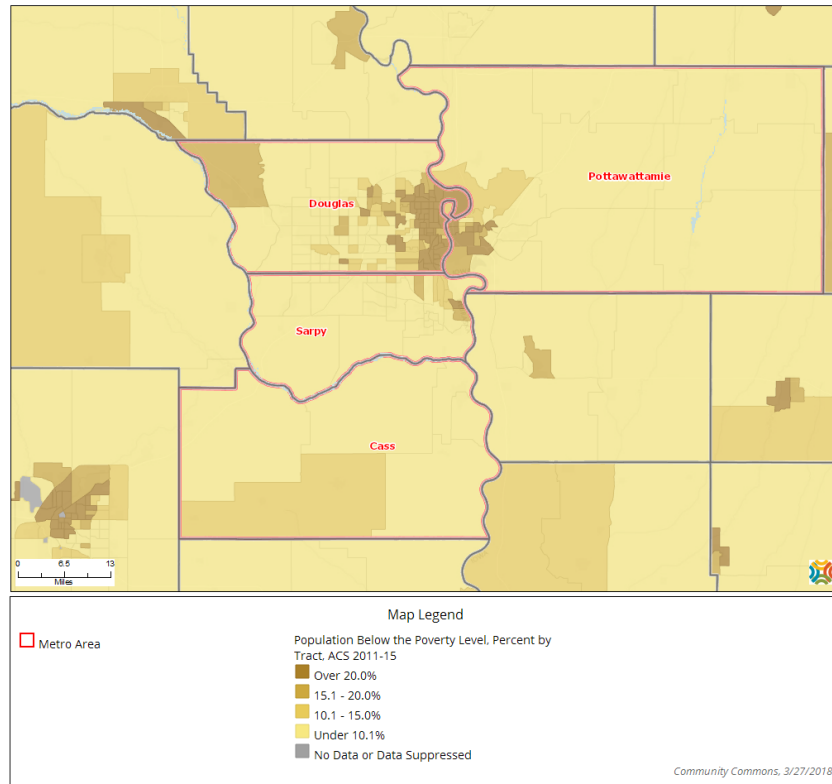 Pottawattamie
Douglas
Sarpy
Cass
0 6.5 13
Miles
Map Legend
Metro Area
Population Below the Poverty Level, Percent by
Tract, ACS 2011-15
Over 20.0%
15.1 - 20.0%
10.1 - 15.0%
Under 10.1%
No Data or Data Suppressed
Community Commons, 3/27/2018